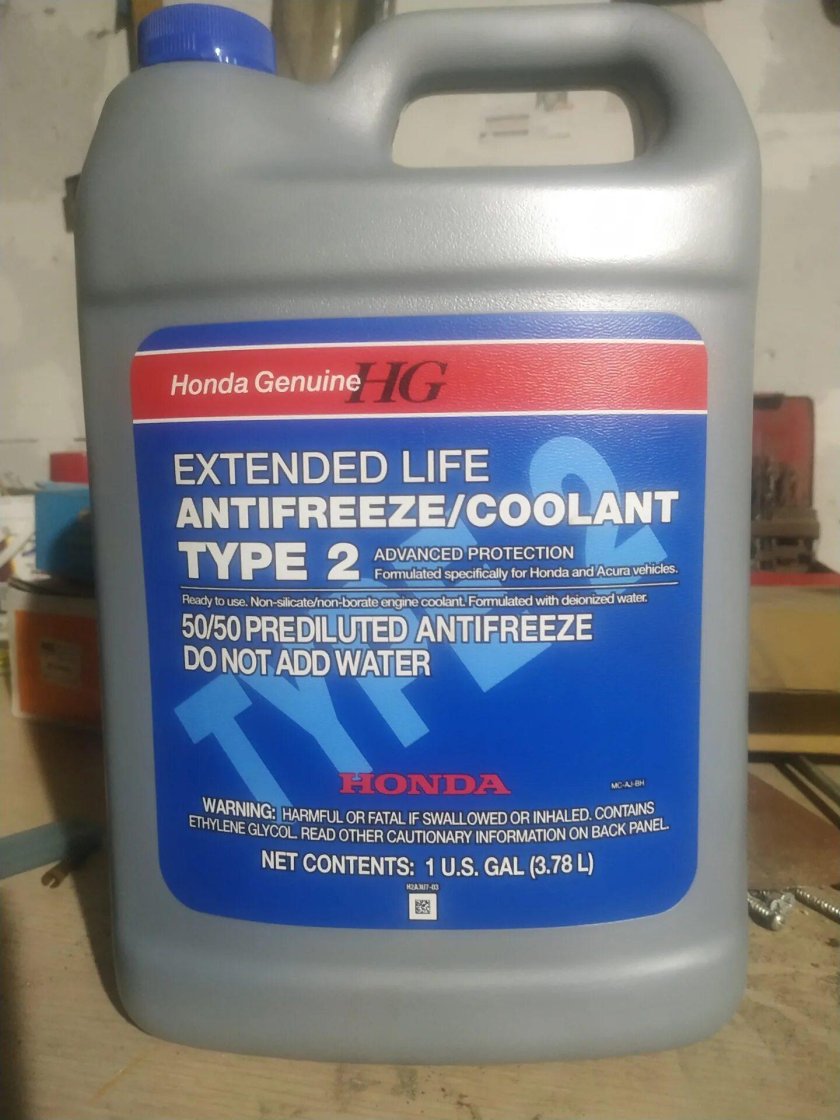 Honda Genuine HG
EXTENDED LIFE
ANTIFREEZE/COOLANT
TYPE 2 ADVANCED PROTECTION
Formulated specifically for Honda and Acura vehicles.
Ready to use. Non-silicate/non-borate engine coolant. Formulated with deionized water.
50/50 PREDILUTED ANTIFREEZE
DO NOT ADD WATER
TYPE 2
HONDA
MC-AJ-BH
WARNING: HARMFUL OR FATAL IF SWALLOWED OR INHALED. CONTAINS
ETHYLENE GLYCOL. READ OTHER CAUTIONARY INFORMATION ON BACK PANEL.
NET CONTENTS: 1 U.S. GAL (3.78 L)